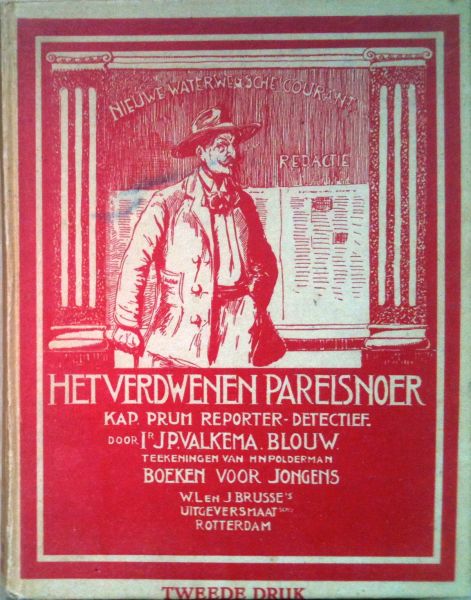 NIEUWE WATERWEGSCHE COURANT
REDACTIE
HET VERDWENEN PARELSNOER
KAP. PRUM REPORTER-DETECTIEF.
DOOR IR J.P. VALKEMA. BLOUW.
TEEKENINGEN VAN H.N POLDERMAN
BOEKEN VOOR JONGENS
W.L EN J. BRUSSE'S
UITGEVERSMAATSCHIJ
ROTTERDAM
TWEEDE DRUK